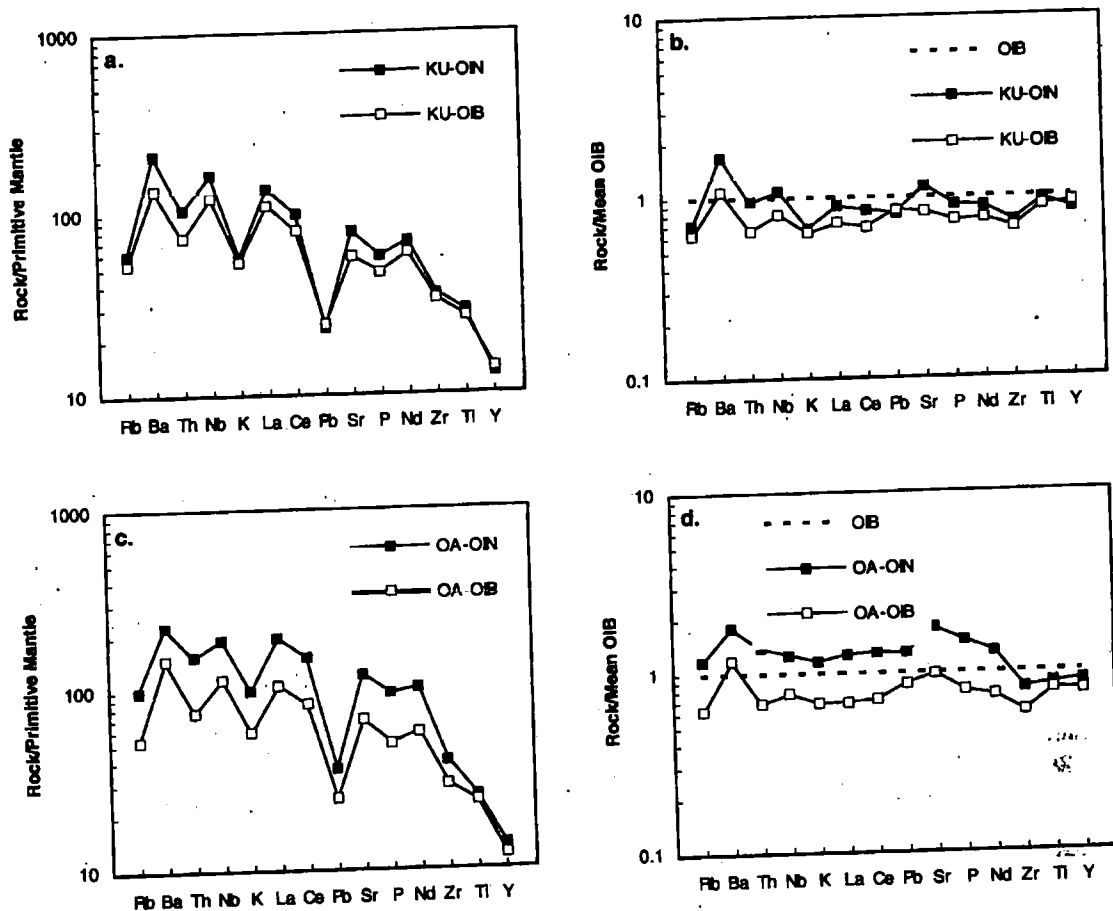 a.
1000
100
10
Rock/Primitive Mantle
KU-OIN
KU-OIB
Rb Ba Th Nb K La Ce Pb Sr P Nd Zr Ti Y
b.
10
1
0.1
Rock/Mean OIB
OIB
KU-OIN
KU-OIB
Rb Ba Th Nb K La Ce Pb Sr P Nd Zr Ti Y
c.
1000
100
10
Rock/Primitive Mantle
OA-OIN
OA-OIB
Rb Ba Th Nb K La Ce Pb Sr P Nd Zr Ti Y
d.
10
1
0.1
Rock/Mean OIB
OIB
OA-OIN
OA-OIB
Rb Ba Th Nb K La Ce Pb Sr P Nd Zr Ti Y